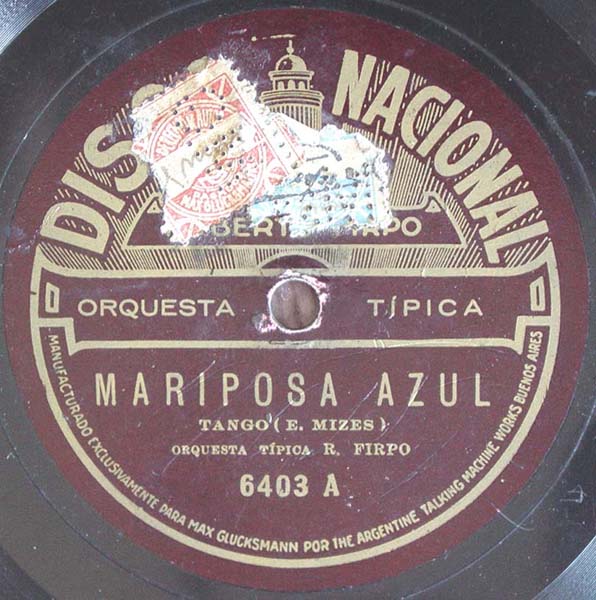 DISCO NACIONAL
ORQUESTA TÍPICA
MARIPOSA AZUL
TANGO (E. MIZES)
ORQUESTA TÍPICA R. FIRPO
6403 A
MANUFACTURADO EXCLUSIVAMENTE PARA MAX GLUCKSMANN POR THE ARGENTINE TALKING MACHINE WORKS BUENOS AIRES